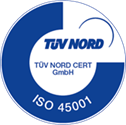 TÜV NORD
TÜV NORD CERT
GmbH
ISO 45001